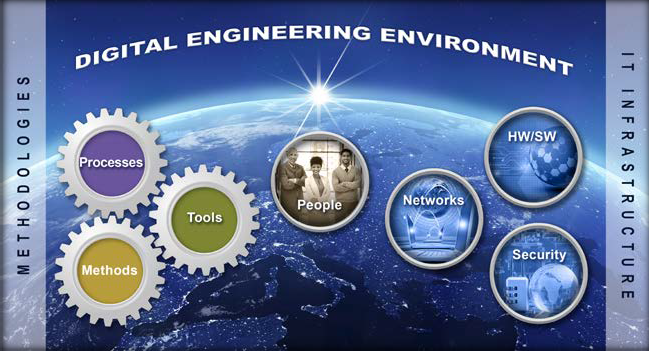 DIGITAL ENGINEERING ENVIRONMENT
METHODOLOGIES
Processes
Tools
Methods
People
Networks
HW/SW
Security
IT INFRASTRUCTURE